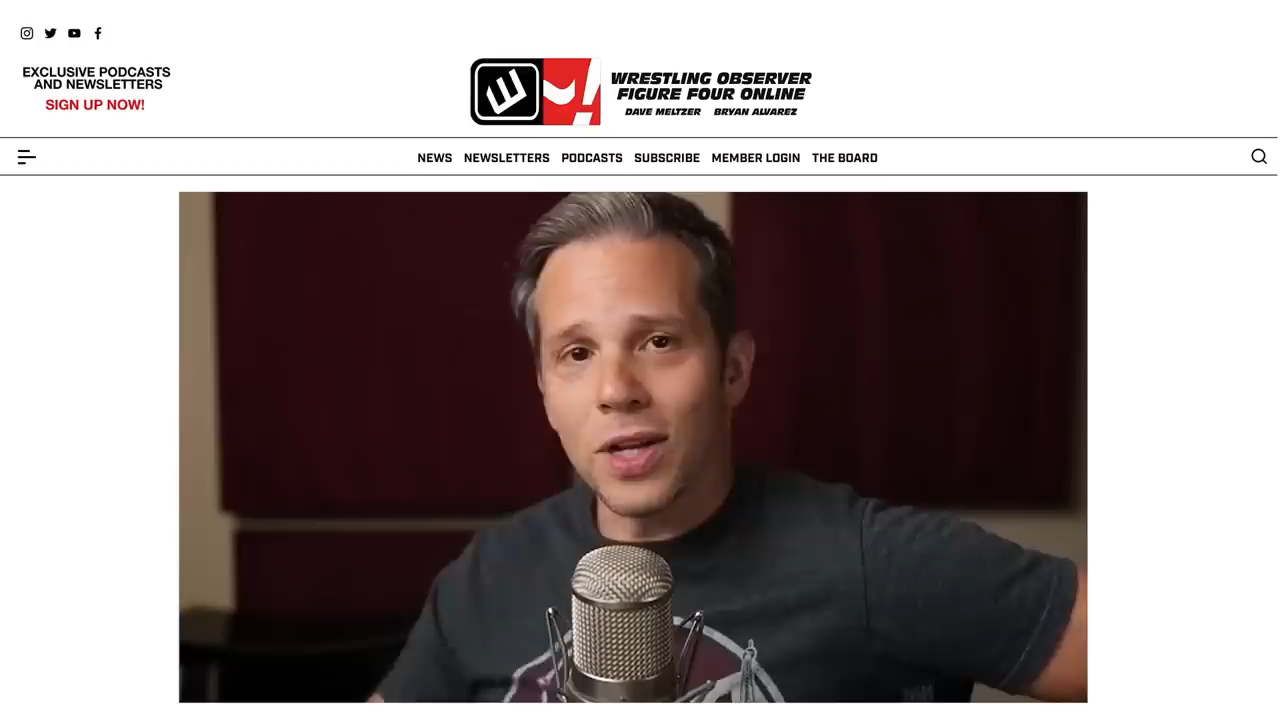 EXCLUSIVE PODCASTS
AND NEWSLETTERS
SIGN UP NOW!
WRESTLING OBSERVER
FIGURE FOUR ONLINE
DAVE MELTZER BRYAN ALVAREZ
NEWS NEWSLETTERS PODCASTS SUBSCRIBE MEMBER LOGIN THE BOARD